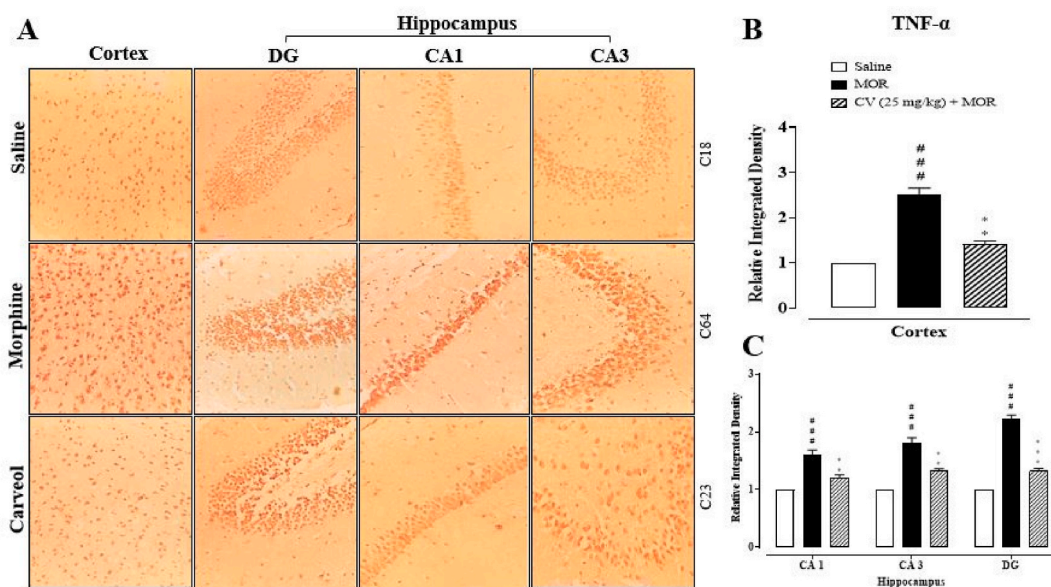 A
Hippocampus
Cortex
DG
CA1
CA3
Saline
C18
Morphine
C64
Carveol
C23
B
TNF-α
Saline
MOR
CV (25 mg/kg) + MOR
Relative Integrated Density
4
3
2
1
0
# # #
* *
Cortex
C
Relative Integrated Density
3
2
1
0
# # #
* *
# # #
* *
# # #
* * *
CA 1
CA 3
DG
Hippocampus